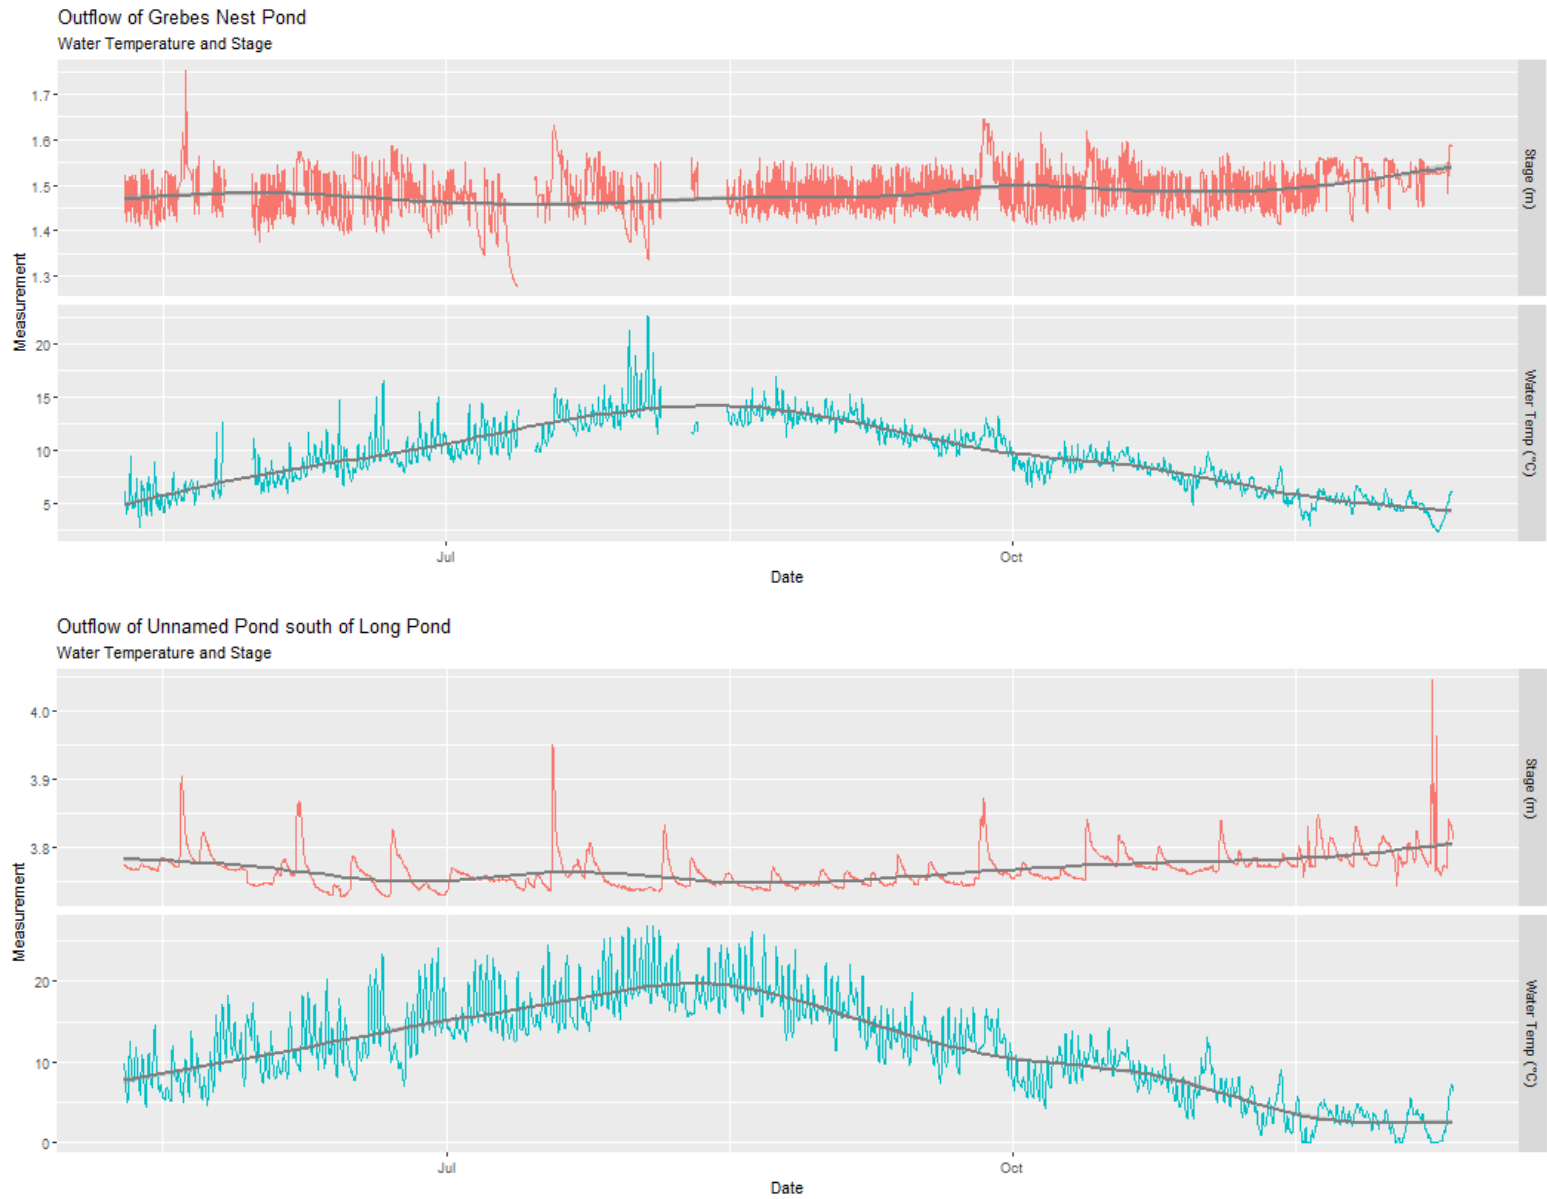 Outflow of Grebes Nest Pond
Water Temperature and Stage
1.7
1.6
1.5
1.4
1.3
Stage (m)
Measurement
20
15
10
5
Water Temp (°C)
Jul
Oct
Date
Outflow of Unnamed Pond south of Long Pond
Water Temperature and Stage
4.0
3.9
3.8
Stage (m)
Measurement
20
10
0
Water Temp (°C)
Jul
Oct
Date